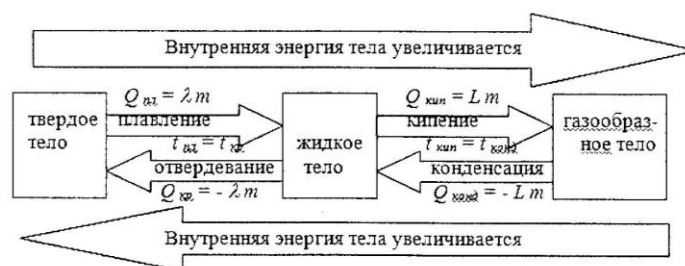 Внутренняя энергия тела увеличивается
Q пл = λ m
Q кип = L m
твердое тело
плавление
жидкое тело
кипение
газообраз-ное тело
t пл = t кр
t кип = t конд
отвердевание
конденсация
Q кр = - λ m
Q конд = - L m
Внутренняя энергия тела увеличивается